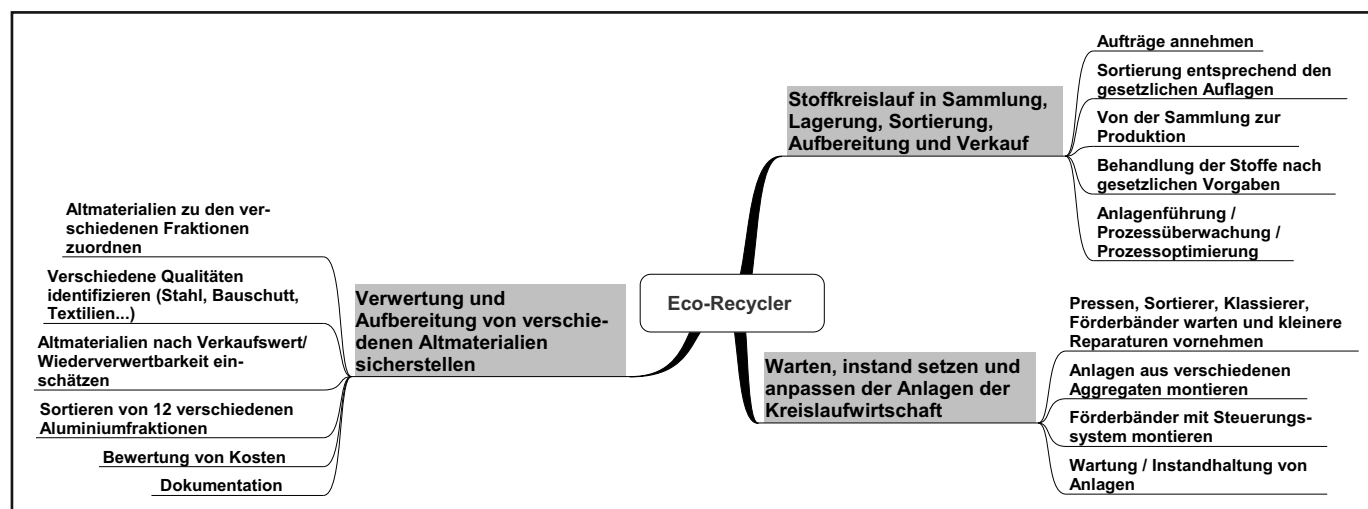 Eco-Recycler
Stoffkreislauf in Sammlung,
Lagerung, Sortierung,
Aufbereitung und Verkauf
Aufträge annehmen
Sortierung entsprechend den
gesetzlichen Auflagen
Von der Sammlung zur
Produktion
Behandlung der Stoffe nach
gesetzlichen Vorgaben
Anlagenführung /
Prozessüberwachung /
Prozessoptimierung
Warten, instand setzen und
anpassen der Anlagen der
Kreislaufwirtschaft
Pressen, Sortierer, Klassierer,
Förderbänder warten und kleinere
Reparaturen vornehmen
Anlagen aus verschiedenen
Aggregaten montieren
Förderbänder mit Steuerungs-
system montieren
Wartung / Instandhaltung von
Anlagen
Verwertung und
Aufbereitung von verschie-
denen Altmaterialien
sicherstellen
Altmaterialien zu den ver-
schiedenen Fraktionen
zuordnen
Verschiedene Qualitäten
identifizieren (Stahl, Bauschutt,
Textilien...)
Altmaterialien nach Verkaufswert/
Wiederverwertbarkeit ein-
schätzen
Sortieren von 12 verschiedenen
Aluminiumfraktionen
Bewertung von Kosten
Dokumentation